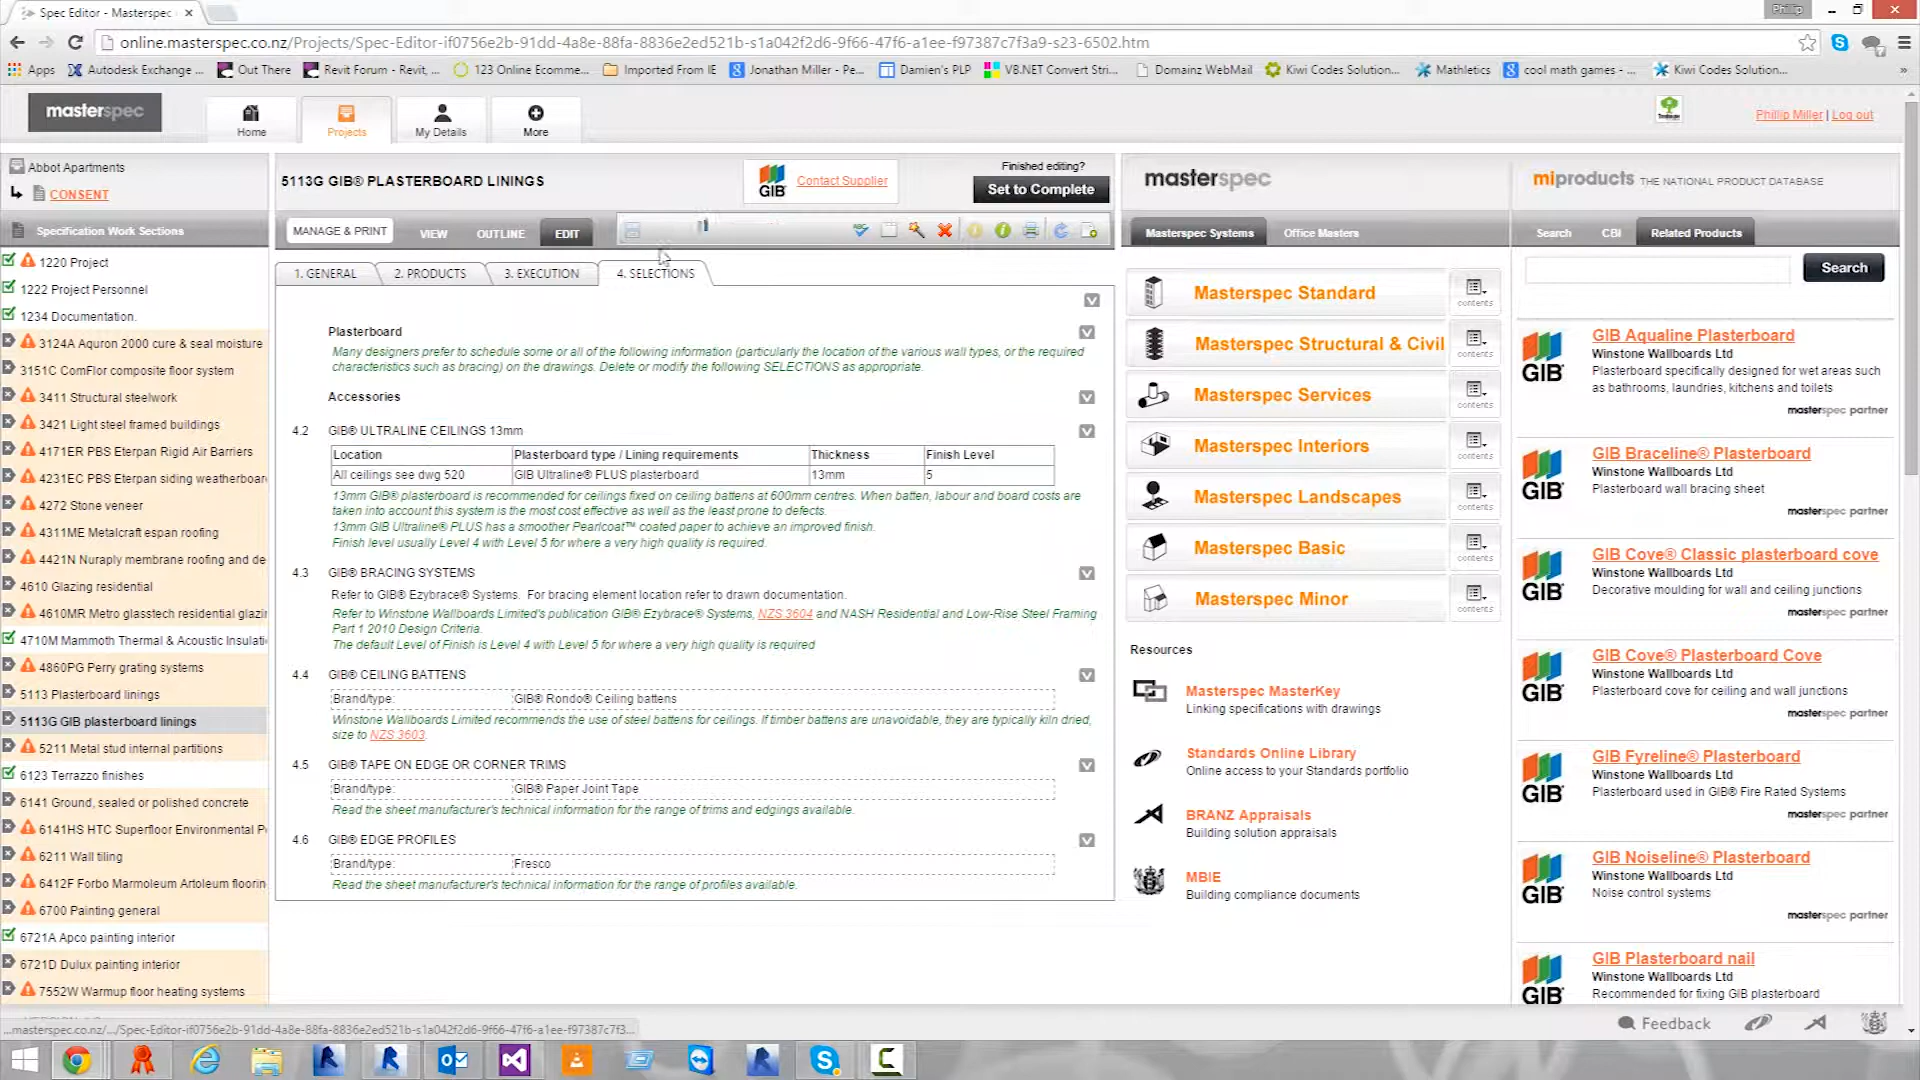 Spec Editor - Masterspec
Phillip
online.masterspec.co.nz/Projects/Spec-Editor-if0756e2b-91dd-4a8e-88fa-8836e2ed521b-s1a042f2d6-9f66-47f6-a1ee-f97387c7f3a9-s23-6502.htm
Apps
Autodesk Exchange ...
Out There
Revit Forum - Revit, ...
123 Online Ecomme...
Imported From IE
Jonathan Miller - Pe...
Damien's PLP
VB.NET Convert Stri...
Domainz WebMail
Kiwi Codes Solution...
Mathletics
cool math games - ...
Kiwi Codes Solution...
»
masterspec
Home
Projects
My Details
More
Phillip Miller | Log out
Abbot Apartments
CONSENT
Specification Work Sections
1220 Project
1222 Project Personnel
1234 Documentation.
3124A Aquron 2000 cure & seal moisture
3151C ComFlor composite floor system
3411 Structural steelwork
3421 Light steel framed buildings
4171ER PBS Eterpan Rigid Air Barriers
4231EC PBS Eterpan siding weatherboar
4272 Stone veneer
4311ME Metalcraft espan roofing
4421N Nuraply membrane roofing and de
4610 Glazing residential
4610MR Metro glasstech residential glazir
4710M Mammoth Thermal & Acoustic Insulati
4860PG Perry grating systems
5113 Plasterboard linings
5113G GIB plasterboard linings
5211 Metal stud internal partitions
6123 Terrazzo finishes
6141 Ground, sealed or polished concrete
6141HS HTC Superfloor Environmental P
6211 Wall tiling
6412F Forbo Marmoleum Artoleum floorin
6700 Painting general
6721A Apco painting interior
6721D Dulux painting interior
7552W Warmup floor heating systems
...masterspec.co.nz/.../Spec-Editor-if0756e2b-91dd-4a8e-88fa-8836e2ed521b-s1a042f2d6-9f66-47f6-a1ee-f97387c7f3...
5113G GIB® PLASTERBOARD LININGS
GIB
Contact Supplier
Finished editing?
Set to Complete
MANAGE & PRINT
VIEW
OUTLINE
EDIT
1. GENERAL
2. PRODUCTS
3. EXECUTION
4. SELECTIONS
Plasterboard
Many designers prefer to schedule some or all of the following information (particularly the location of the various wall types, or the required
characteristics such as bracing) on the drawings. Delete or modify the following SELECTIONS as appropriate.
Accessories
4.2 GIB® ULTRALINE CEILINGS 13mm
Location Plasterboard type / Lining requirements Thickness Finish Level
All ceilings see dwg 520 GIB Ultraline® PLUS plasterboard 13mm 5
13mm GIB® plasterboard is recommended for ceilings fixed on ceiling battens at 600mm centres. When batten, labour and board costs are
taken into account this system is the most cost effective as well as the least prone to defects.
13mm GIB Ultraline® PLUS has a smoother Pearlcoat™ coated paper to achieve an improved finish.
Finish level usually Level 4 with Level 5 for where a very high quality is required.
4.3 GIB® BRACING SYSTEMS
Refer to GIB® Ezybrace® Systems. For bracing element location refer to drawn documentation.
Refer to Winstone Wallboards Limited's publication GIB® Ezybrace® Systems, NZS 3604 and NASH Residential and Low-Rise Steel Framing
Part 1 2010 Design Criteria.
The default Level of Finish is Level 4 with Level 5 for where a very high quality is required
4.4 GIB® CEILING BATTENS
Brand/type: GIB® Rondo® Ceiling battens
Winstone Wallboards Limited recommends the use of steel battens for ceilings. If timber battens are unavoidable, they are typically kiln dried,
size to NZS 3603.
4.5 GIB® TAPE ON EDGE OR CORNER TRIMS
Brand/type: GIB® Paper Joint Tape
Read the sheet manufacturer's technical information for the range of trims and edgings available.
4.6 GIB® EDGE PROFILES
Brand/type: Fresco
Read the sheet manufacturer's technical information for the range of profiles available.
masterspec
Masterspec Systems
Office Masters
Masterspec Standard
contents
Masterspec Structural & Civil
contents
Masterspec Services
contents
Masterspec Interiors
contents
Masterspec Landscapes
contents
Masterspec Basic
contents
Masterspec Minor
contents
Resources
Masterspec MasterKey
Linking specifications with drawings
Standards Online Library
Online access to your Standards portfolio
BRANZ Appraisals
Building solution appraisals
MBIE
Building compliance documents
miproducts THE NATIONAL PRODUCT DATABASE
Search
CBI
Related Products
Search
GIB
GIB Aqualine Plasterboard
Winstone Wallboards Ltd
Plasterboard specifically designed for wet areas such
as bathrooms, laundries, kitchens and toilets
masterspec partner
GIB
GIB Braceline® Plasterboard
Winstone Wallboards Ltd
Plasterboard wall bracing sheet
masterspec partner
GIB
GIB Cove® Classic plasterboard cove
Winstone Wallboards Ltd
Decorative moulding for wall and ceiling junctions
masterspec partner
GIB
GIB Cove® Plasterboard Cove
Winstone Wallboards Ltd
Plasterboard cove for ceiling and wall junctions
masterspec partner
GIB
GIB Fyreline® Plasterboard
Winstone Wallboards Ltd
Plasterboard used in GIB® Fire Rated Systems
masterspec partner
GIB
GIB Noiseline® Plasterboard
Winstone Wallboards Ltd
Noise control systems
masterspec partner
GIB
GIB Plasterboard nail
Winstone Wallboards Ltd
Recommended for fixing GIB plasterboard
Feedback